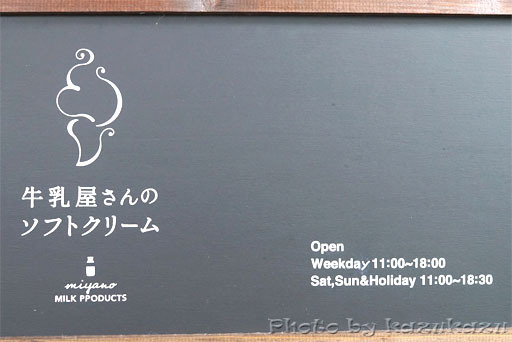 牛乳屋さんの
ソフトクリーム
miyano
MILK PPODUCTS
Open
Weekday 11:00~18:00
Sat,Sun&Holiday 11:00~18:30
Photo by kazukazu